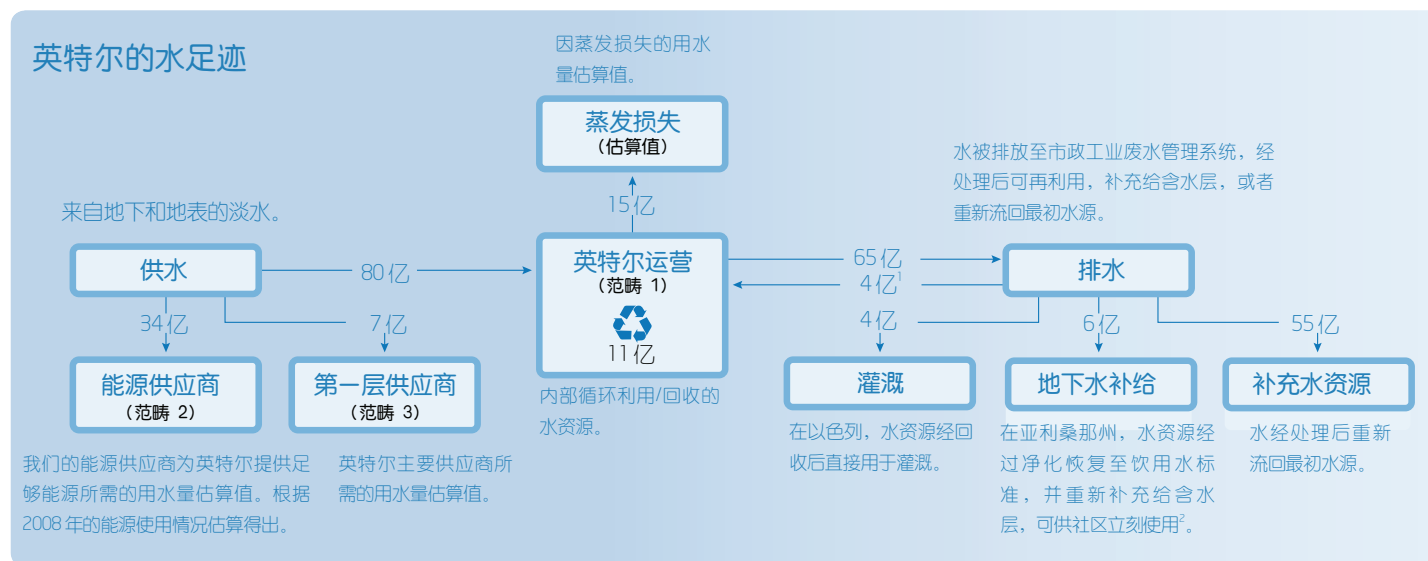 英特尔的水足迹
因蒸发损失的用水
量估算值。
蒸发损失
(估算值)
15亿
水被排放至市政工业废水管理系统，经
处理后可再利用，补充给含水层，或者
重新流回最初水源。
来自地下和地表的淡水。
供水
80亿
英特尔运营
(范畴 1)
11亿
内部循环利用/回收的
水资源。
65亿
4亿¹
排水
34亿
7亿
4亿
6亿
55亿
能源供应商
(范畴 2)
第一层供应商
(范畴 3)
灌溉
地下水补给
补充水资源
我们的能源供应商为英特尔提供足
够能源所需的用水量估算值。根据
2008 年的能源使用情况估算得出。
英特尔主要供应商所
需的用水量估算值。
在以色列，水资源经回
收后直接用于灌溉。
在亚利桑那州，水资源经
过净化恢复至饮用水标
准，并重新补充给含水
层，可供社区立刻使用²。
水经处理后重新
流回最初水源。